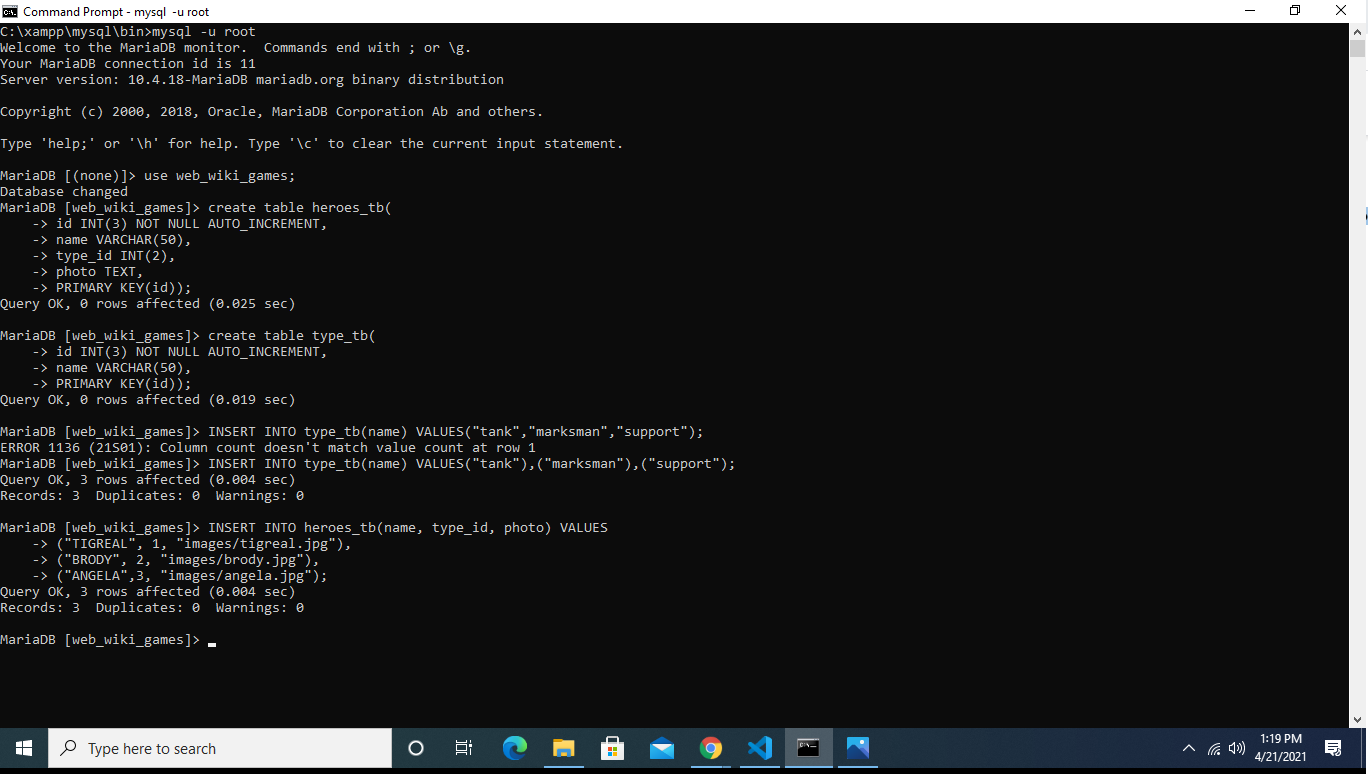 Command Prompt - mysql  -u root
C:\xampp\mysql\bin>mysql -u root
Welcome to the MariaDB monitor.  Commands end with ; or \g.
Your MariaDB connection id is 11
Server version: 10.4.18-MariaDB mariadb.org binary distribution
Copyright (c) 2000, 2018, Oracle, MariaDB Corporation Ab and others.
Type 'help;' or '\h' for help. Type '\c' to clear the current input statement.
MariaDB [(none)]> use web_wiki_games;
Database changed
MariaDB [web_wiki_games]> create table heroes_tb(
    -> id INT(3) NOT NULL AUTO_INCREMENT,
    -> name VARCHAR(50),
    -> type_id INT(2),
    -> photo TEXT,
    -> PRIMARY KEY(id));
Query OK, 0 rows affected (0.025 sec)
MariaDB [web_wiki_games]> create table type_tb(
    -> id INT(3) NOT NULL AUTO_INCREMENT,
    -> name VARCHAR(50),
    -> PRIMARY KEY(id));
Query OK, 0 rows affected (0.019 sec)
MariaDB [web_wiki_games]> INSERT INTO type_tb(name) VALUES("tank","marksman","support");
ERROR 1136 (21S01): Column count doesn't match value count at row 1
MariaDB [web_wiki_games]> INSERT INTO type_tb(name) VALUES("tank"),("marksman"),("support");
Query OK, 3 rows affected (0.004 sec)
Records: 3  Duplicates: 0  Warnings: 0
MariaDB [web_wiki_games]> INSERT INTO heroes_tb(name, type_id, photo) VALUES
    -> ("TIGREAL", 1, "images/tigreal.jpg"),
    -> ("BRODY", 2, "images/brody.jpg"),
    -> ("ANGELA",3, "images/angela.jpg");
Query OK, 3 rows affected (0.004 sec)
Records: 3  Duplicates: 0  Warnings: 0
MariaDB [web_wiki_games]> _
Type here to search
1:19 PM
4/21/2021